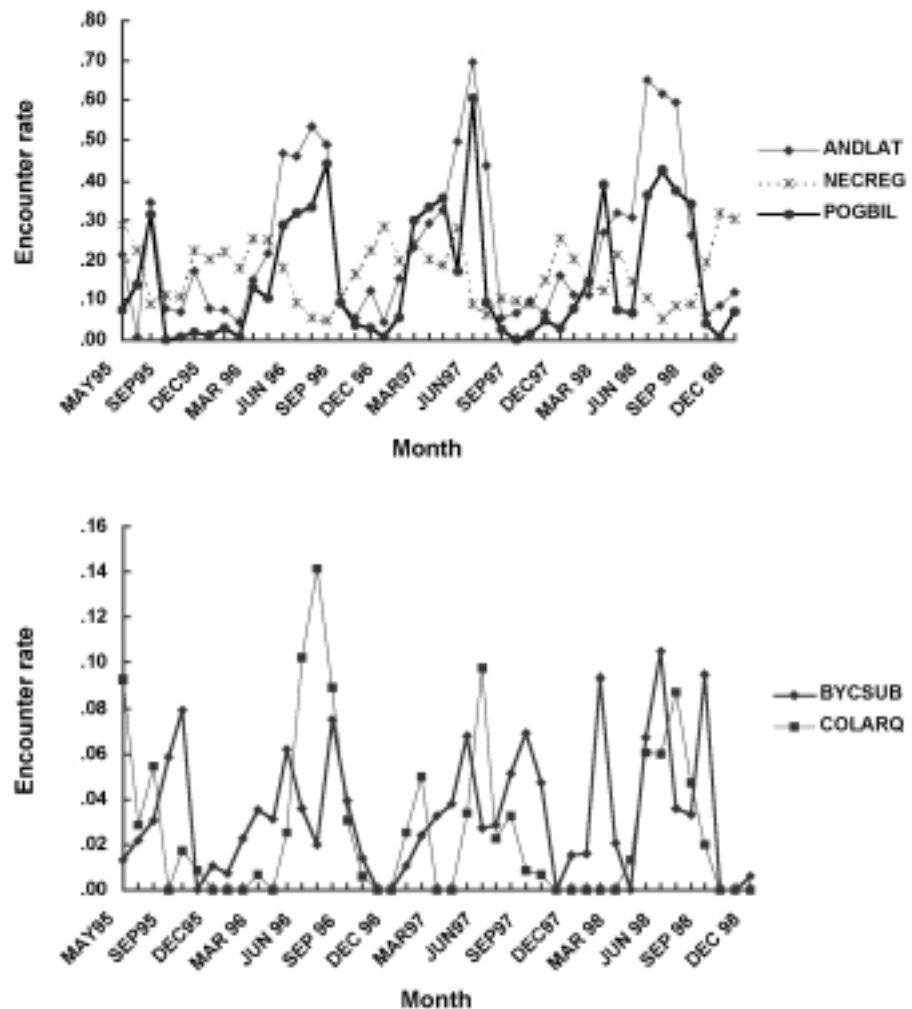 .80
.70
.60
.50
.40
.30
.20
.10
.00
Encounter rate
MAY95
SEP95
DEC95
MAR 96
JUN 96
SEP 96
DEC 96
MAR97
JUN97
SEP97
DEC97
MAR 98
JUN 98
SEP 98
DEC 98
Month
ANDLAT
NECREG
POGBIL
.16
.14
.12
.10
.08
.06
.04
.02
.00
Encounter rate
MAY95
SEP95
DEC95
MAR 96
JUN 96
SEP 96
DEC 96
MAR97
JUN97
SEP97
DEC97
MAR 98
JUN 98
SEP 98
DEC 98
Month
BYCSUB
COLARQ